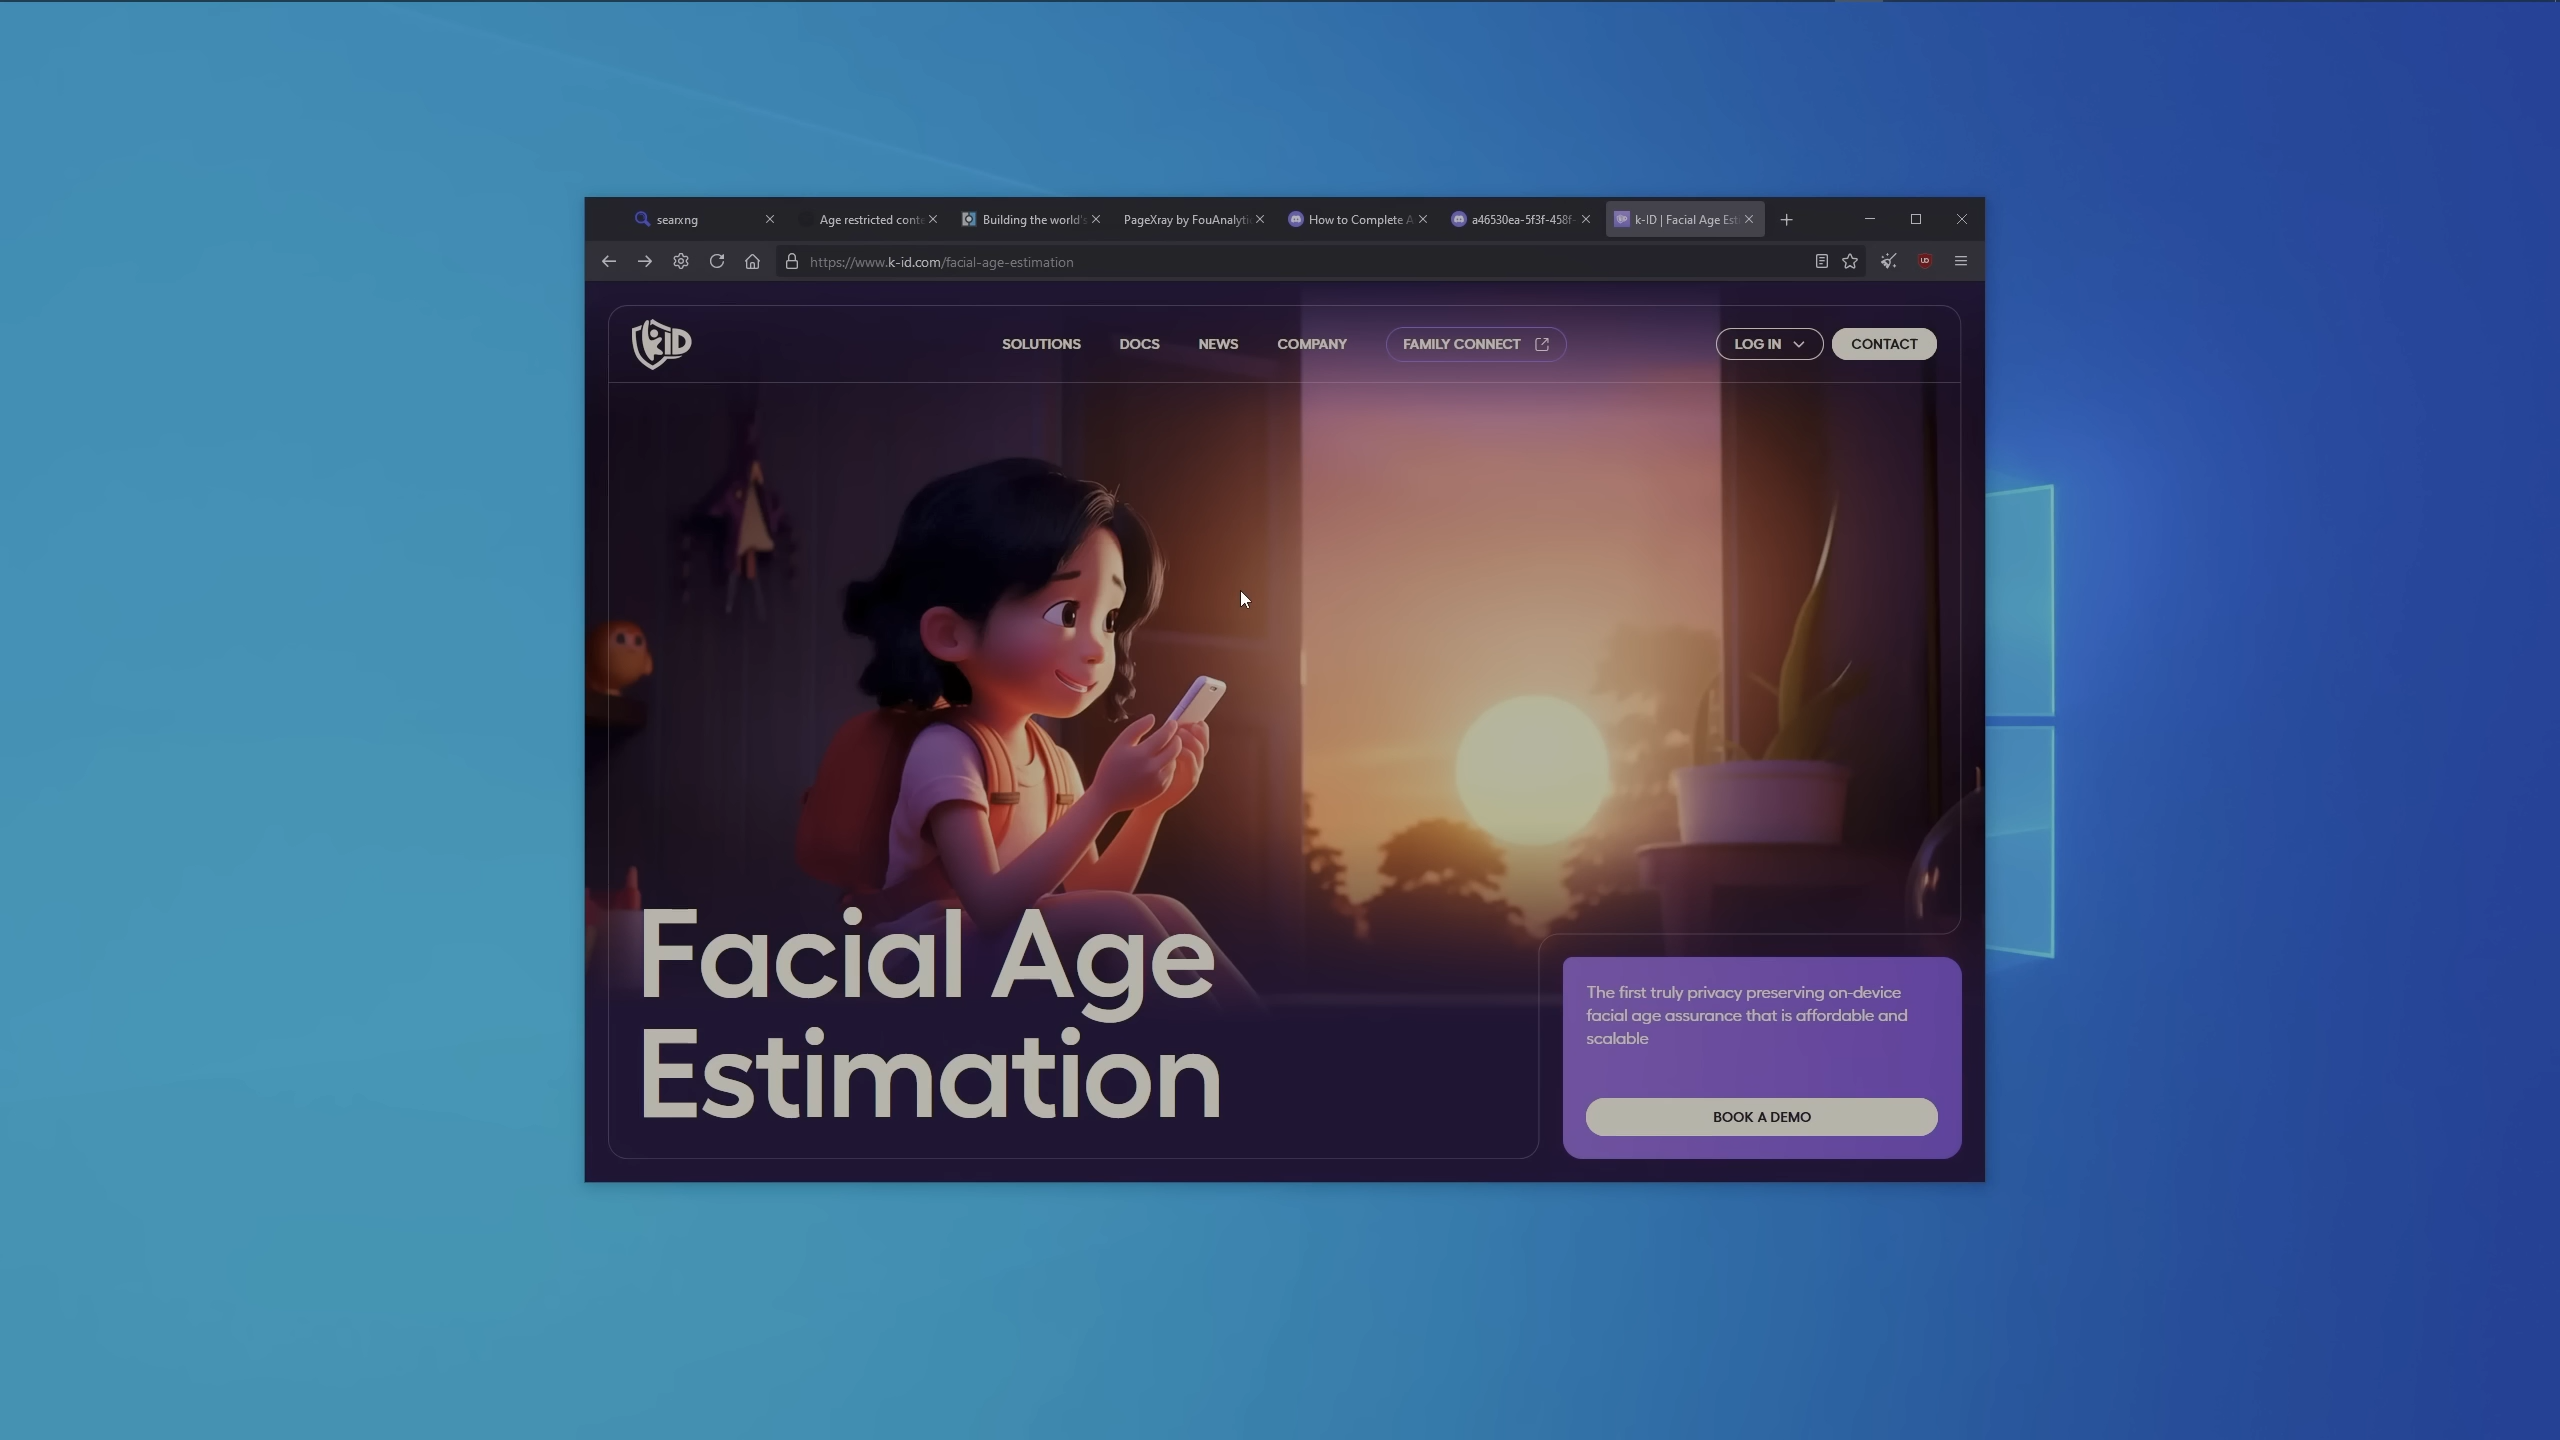 searxng
Age restricted cont
Building the world's
PageXray by FouAnalyti
How to Complete A
a46530ea-5f3f-458f-
k-ID | Facial Age Est
https://www.k-id.com/facial-age-estimation
kID
SOLUTIONS
DOCS
NEWS
COMPANY
FAMILY CONNECT
LOG IN
CONTACT
Facial Age
Estimation
The first truly privacy preserving on-device
facial age assurance that is affordable and
scalable
BOOK A DEMO